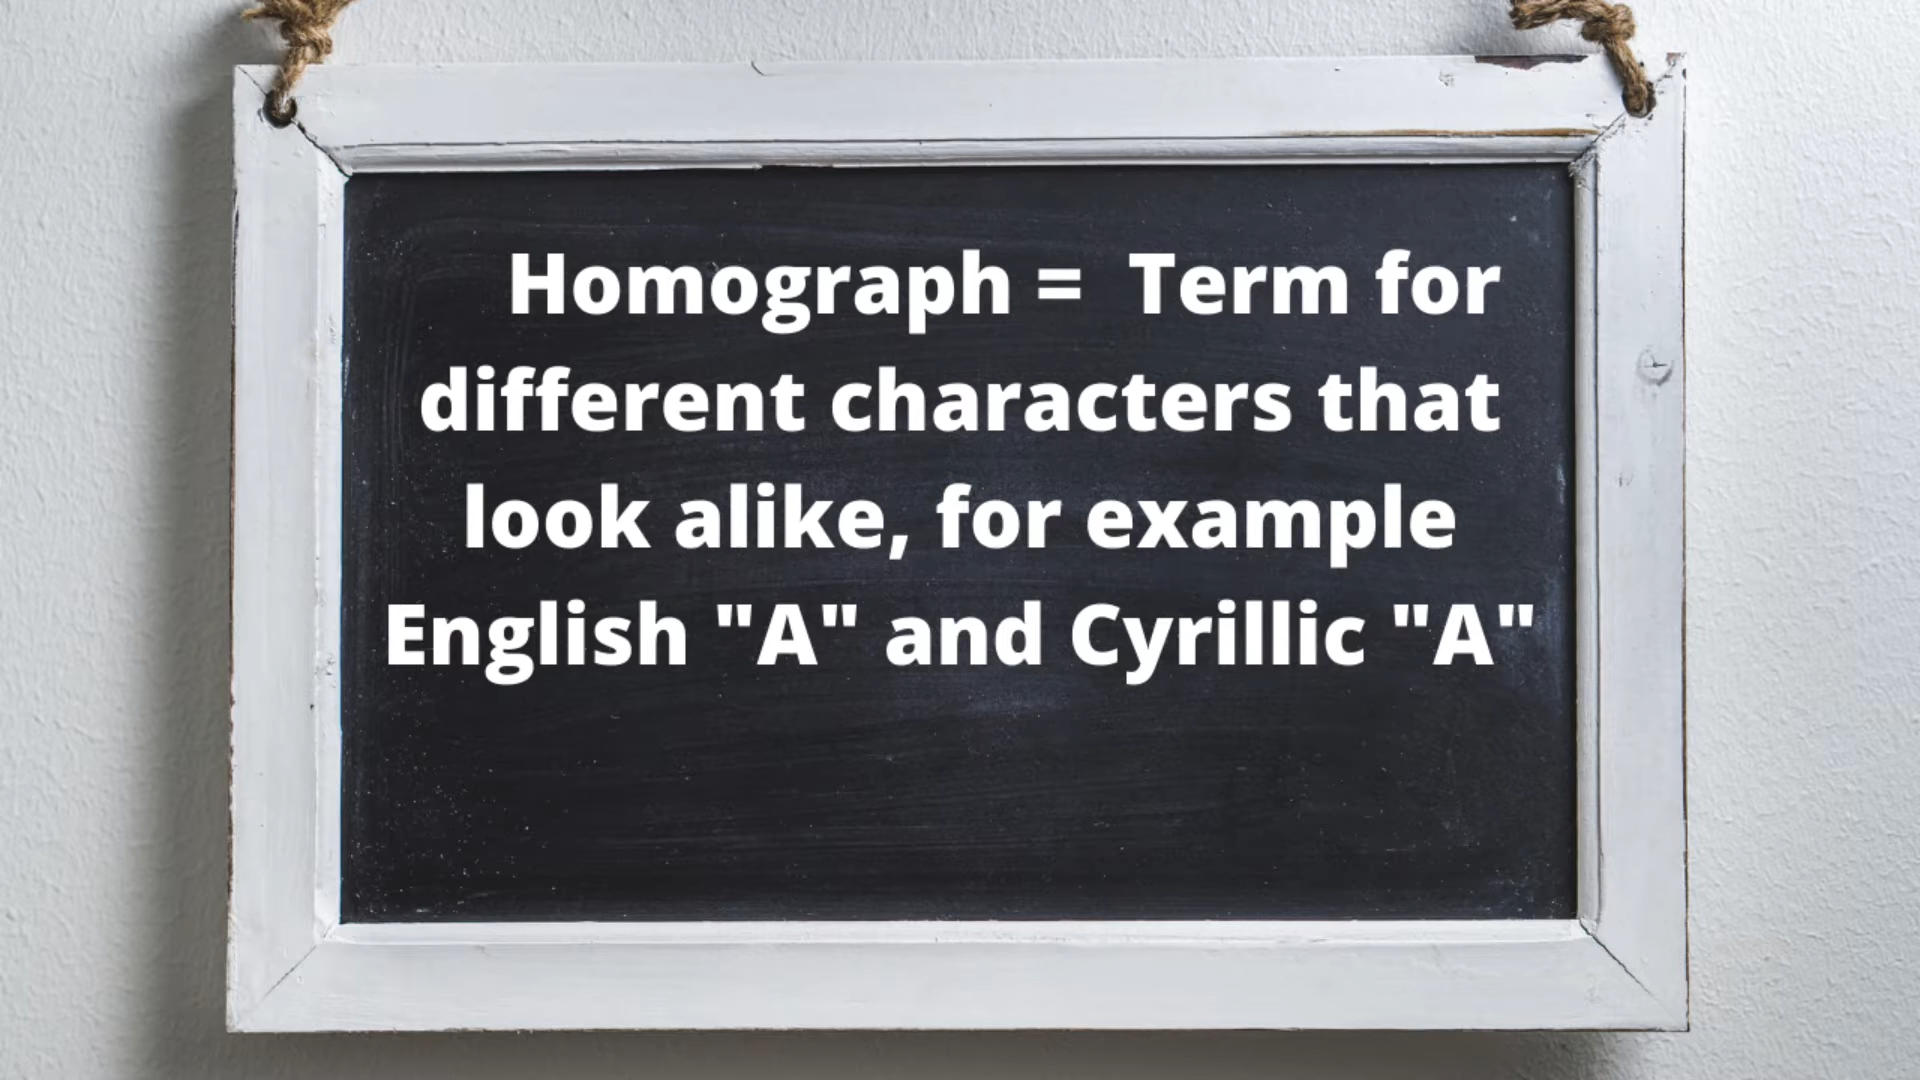 Homograph = Term for
different characters that
look alike, for example
English "A" and Cyrillic "A"